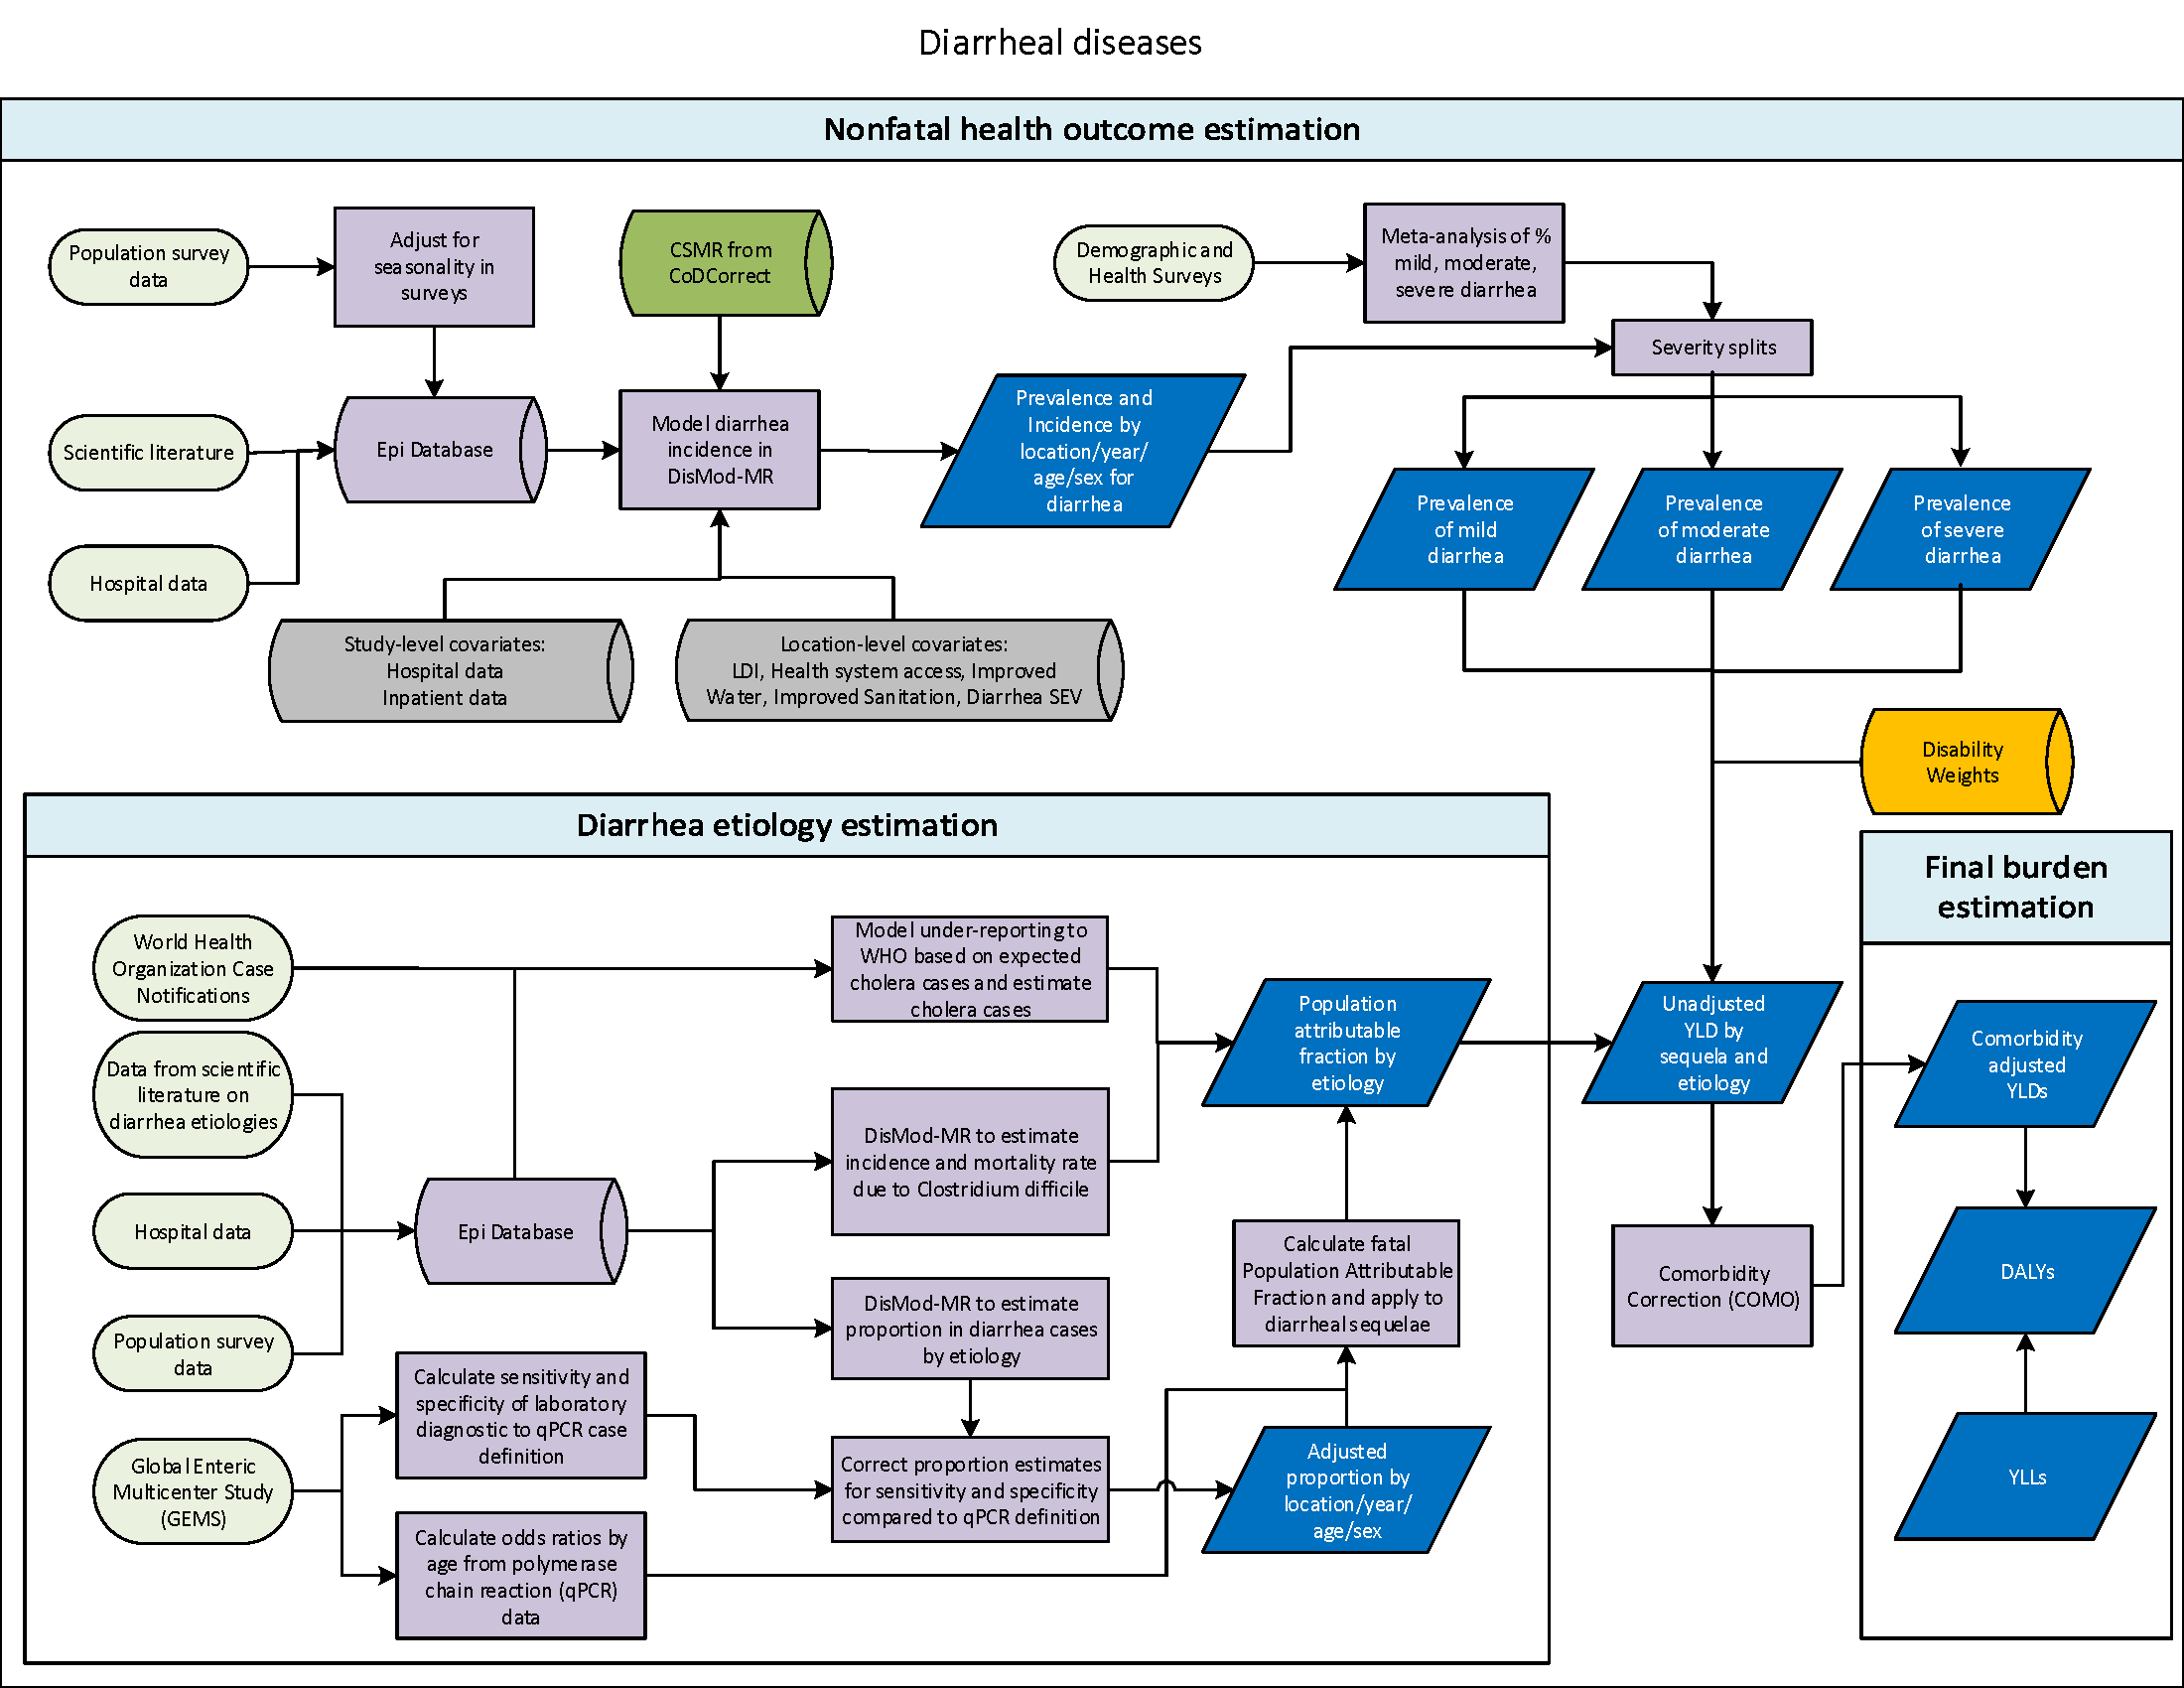 Diarrheal diseases
Nonfatal health outcome estimation
Population survey
data
Adjust for
seasonality in
surveys
CSMR from
CoDCorrect
Demographic and
Health Surveys
Meta-analysis of %
mild, moderate,
severe diarrhea
Severity splits
Scientific literature
Epi Database
Model diarrhea
incidence in
DisMod-MR
Prevalence and
Incidence by
location/year/
age/sex for
diarrhea
Prevalence
of mild
diarrhea
Prevalence
of moderate
diarrhea
Prevalence
of severe
diarrhea
Hospital data
Study-level covariates:
Hospital data
Inpatient data
Location-level covariates:
LDI, Health system access, Improved
Water, Improved Sanitation, Diarrhea SEV
Disability
Weights
Diarrhea etiology estimation
World Health
Organization Case
Notifications
Model under-reporting to
WHO based on expected
cholera cases and estimate
cholera cases
Data from scientific
literature on
diarrhea etiologies
Hospital data
Population survey
data
Epi Database
DisMod-MR to estimate
incidence and mortality rate
due to Clostridium difficile
DisMod-MR to estimate
proportion in diarrhea cases
by etiology
Population
attributable
fraction by
etiology
Calculate fatal
Population Attributable
Fraction and apply to
diarrheal sequelae
Global Enteric
Multicenter Study
(GEMS)
Calculate sensitivity and
specificity of laboratory
diagnostic to qPCR case
definition
Calculate odds ratios by
age from polymerase
chain reaction (qPCR)
data
Correct proportion estimates
for sensitivity and specificity
compared to qPCR definition
Adjusted
proportion by
location/year/
age/sex
Unadjusted
YLD by
sequela and
etiology
Comorbidity
Correction (COMO)
Final burden
estimation
Comorbidity
adjusted
YLDs
DALYs
YLLs